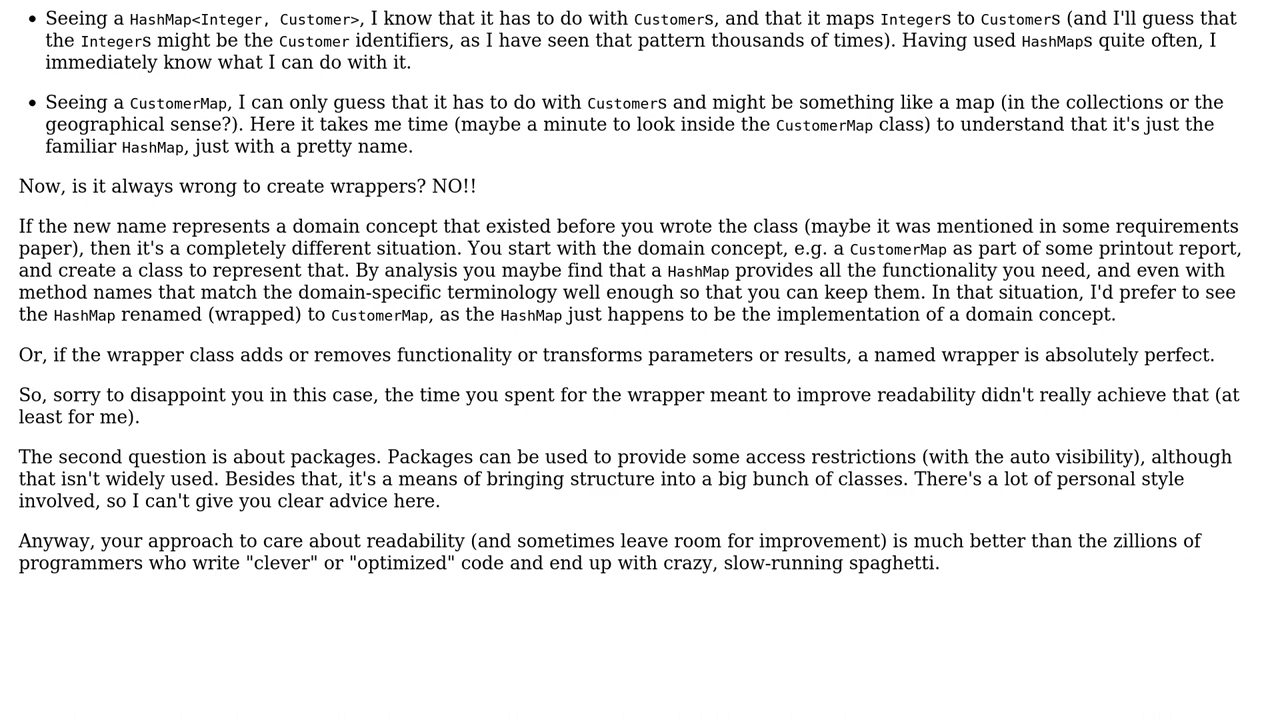 • Seeing a HashMap<Integer, Customer>, I know that it has to do with Customers, and that it maps Integers to Customers (and I'll guess that
the Integers might be the Customer identifiers, as I have seen that pattern thousands of times). Having used HashMaps quite often, I
immediately know what I can do with it.
• Seeing a CustomerMap, I can only guess that it has to do with Customers and might be something like a map (in the collections or the
geographical sense?). Here it takes me time (maybe a minute to look inside the CustomerMap class) to understand that it's just the
familiar HashMap, just with a pretty name.
Now, is it always wrong to create wrappers? NO!!
If the new name represents a domain concept that existed before you wrote the class (maybe it was mentioned in some requirements
paper), then it's a completely different situation. You start with the domain concept, e.g. a CustomerMap as part of some printout report,
and create a class to represent that. By analysis you maybe find that a HashMap provides all the functionality you need, and even with
method names that match the domain-specific terminology well enough so that you can keep them. In that situation, I'd prefer to see
the HashMap renamed (wrapped) to CustomerMap, as the HashMap just happens to be the implementation of a domain concept.
Or, if the wrapper class adds or removes functionality or transforms parameters or results, a named wrapper is absolutely perfect.
So, sorry to disappoint you in this case, the time you spent for the wrapper meant to improve readability didn't really achieve that (at
least for me).
The second question is about packages. Packages can be used to provide some access restrictions (with the auto visibility), although
that isn't widely used. Besides that, it's a means of bringing structure into a big bunch of classes. There's a lot of personal style
involved, so I can't give you clear advice here.
Anyway, your approach to care about readability (and sometimes leave room for improvement) is much better than the zillions of
programmers who write "clever" or "optimized" code and end up with crazy, slow-running spaghetti.